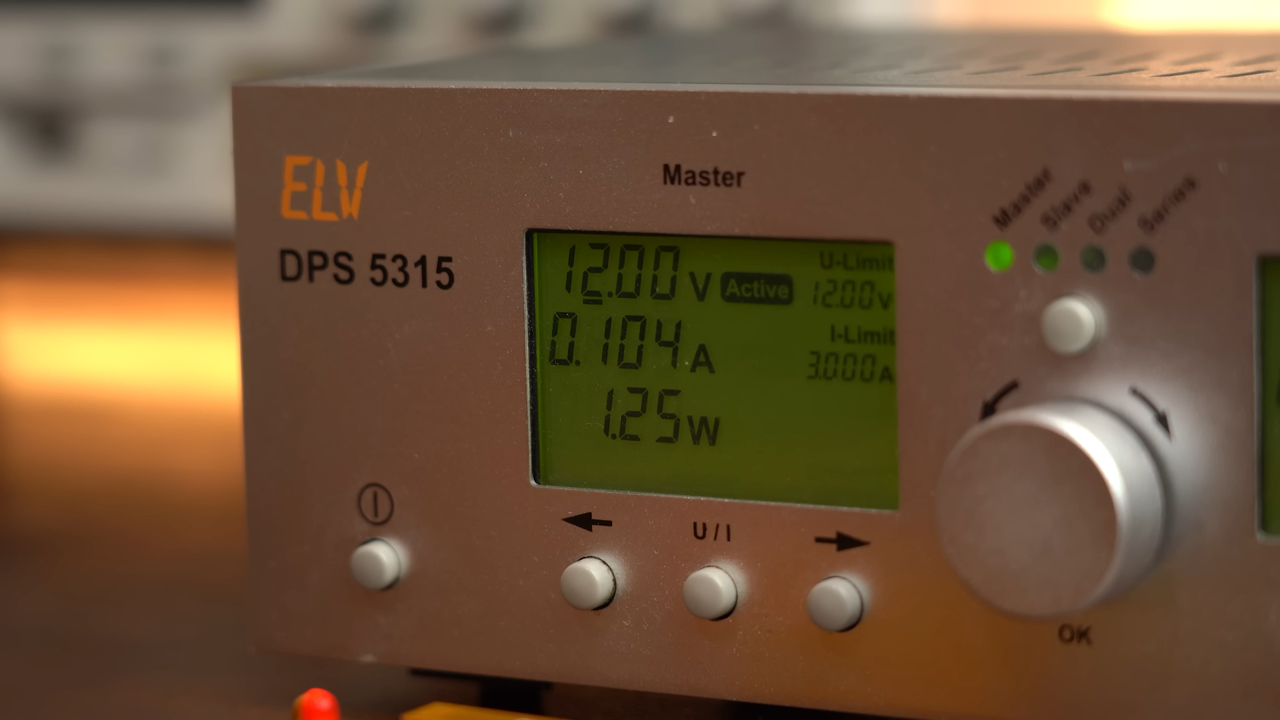 Master
ELV
DPS 5315
12.00 V Active
0.104 A
1.25 W
U-Limit
12.00 V
I-Limit
3.000 A
Master
Slave
Dual
Series
U/I
OK